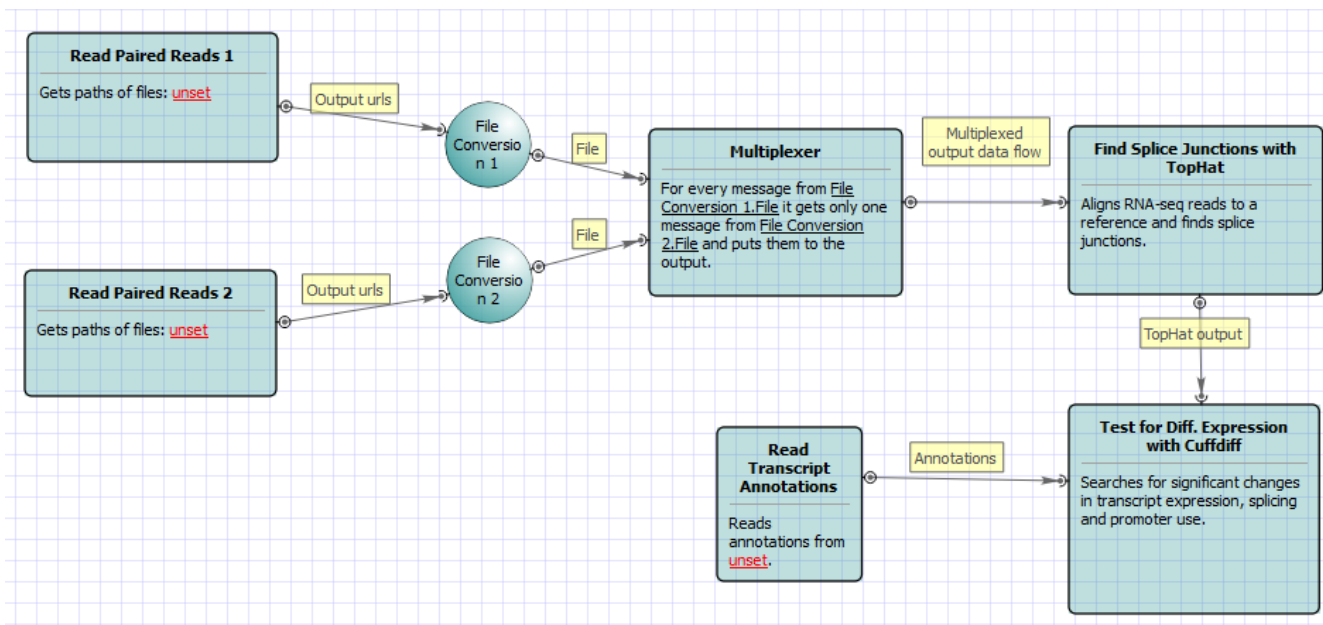 Read Paired Reads 1
Gets paths of files: unset
Output urls
File
Conversio
n 1
File
Read Paired Reads 2
Gets paths of files: unset
Output urls
File
Conversio
n 2
File
Multiplexer
For every message from File
Conversion 1.File it gets only one
message from File Conversion
2.File and puts them to the
output.
Multiplexed
output data flow
Find Splice Junctions with
TopHat
Aligns RNA-seq reads to a
reference and finds splice
junctions.
TopHat output
Read
Transcript
Annotations
Reads
annotations from
unset.
Annotations
Test for Diff. Expression
with Cuffdiff
Searches for significant changes
in transcript expression, splicing
and promoter use.